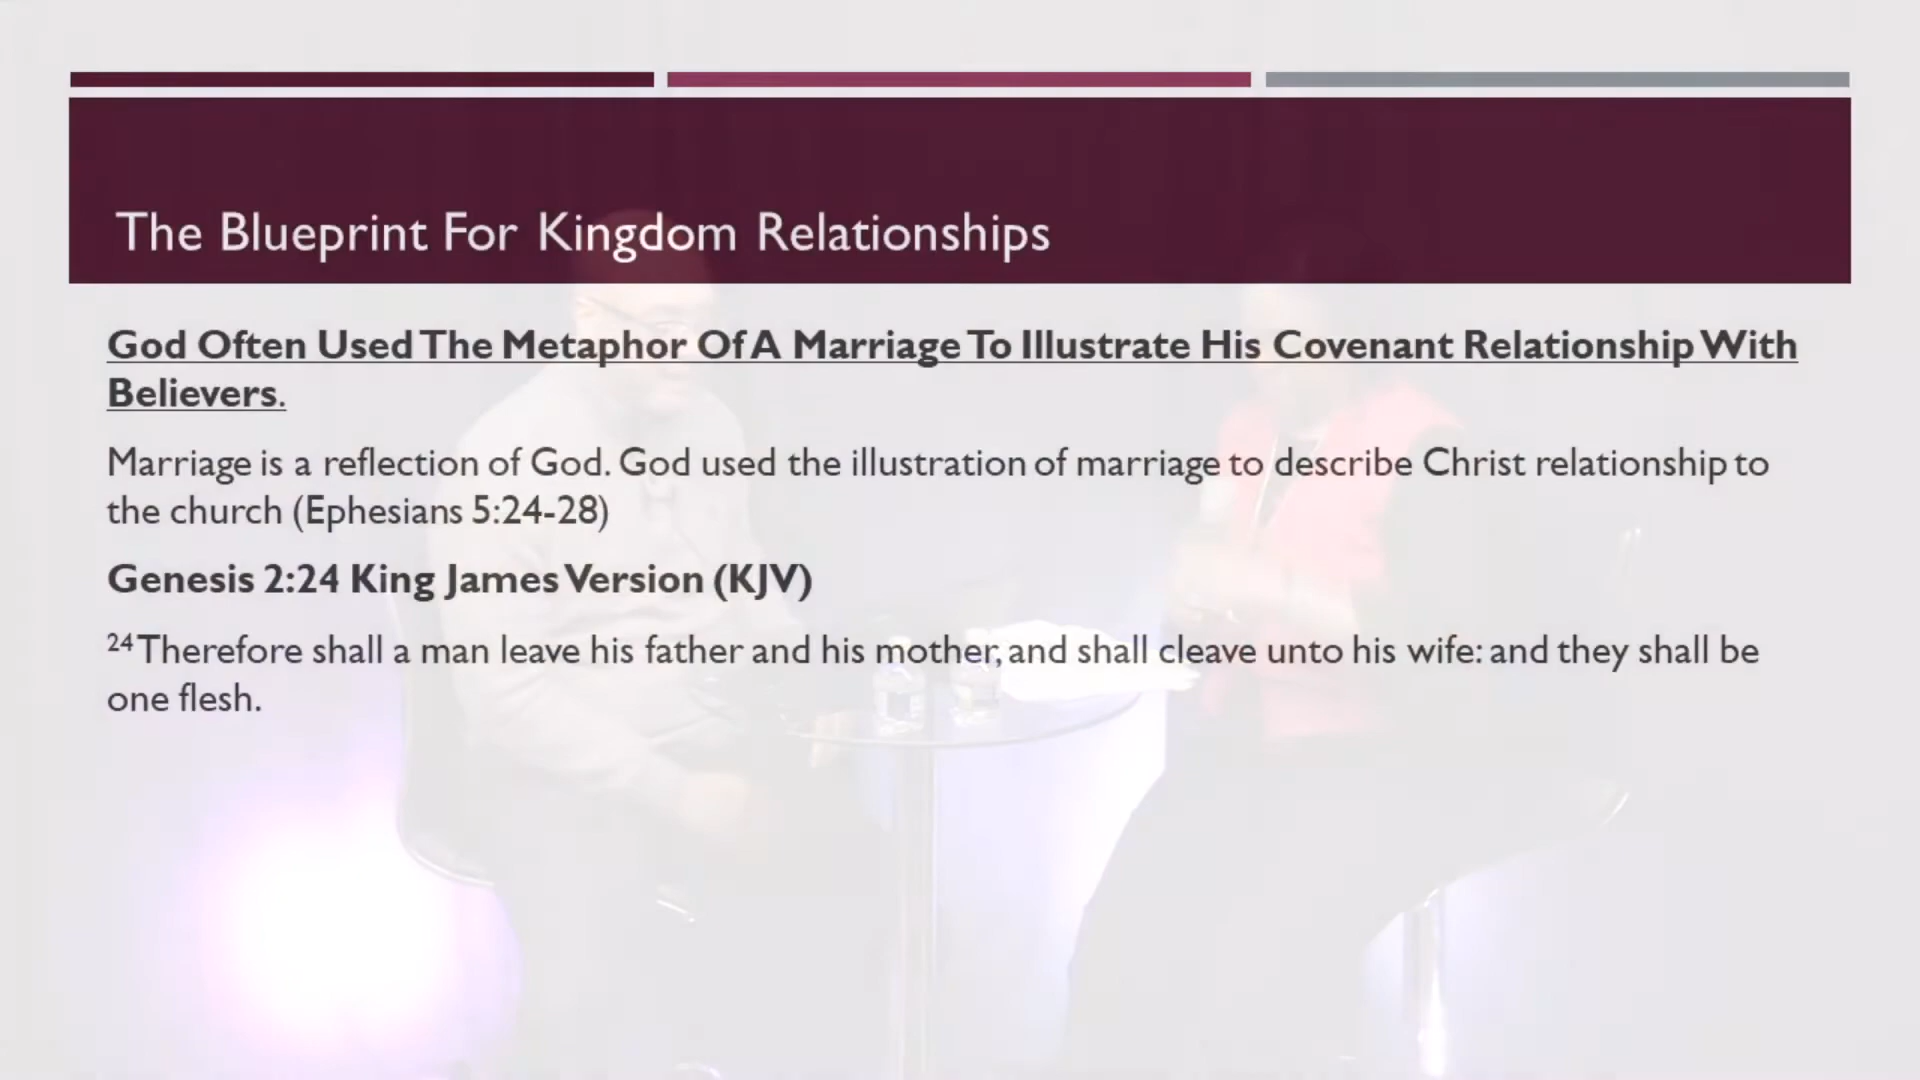 The Blueprint For Kingdom Relationships
God Often Used The Metaphor Of A Marriage To Illustrate His Covenant Relationship With
Believers.
Marriage is a reflection of God. God used the illustration of marriage to describe Christ relationship to
the church (Ephesians 5:24-28)
Genesis 2:24 King James Version (KJV)
24 Therefore shall a man leave his father and his mother, and shall cleave unto his wife: and they shall be
one flesh.